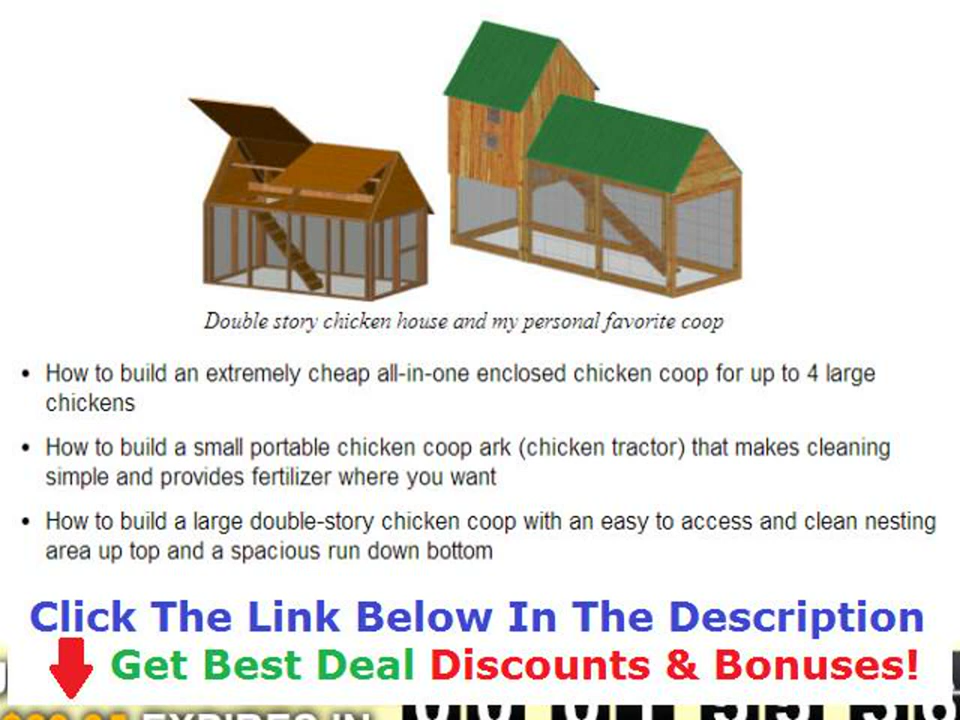 Double story chicken house and my personal favorite coop
• How to build an extremely cheap all-in-one enclosed chicken coop for up to 4 large
chickens
• How to build a small portable chicken coop ark (chicken tractor) that makes cleaning
simple and provides fertilizer where you want
• How to build a large double-story chicken coop with an easy to access and clean nesting
area up top and a spacious run down bottom
Click The Link Below In The Description
Get Best Deal Discounts & Bonuses!
EXPIRES IN